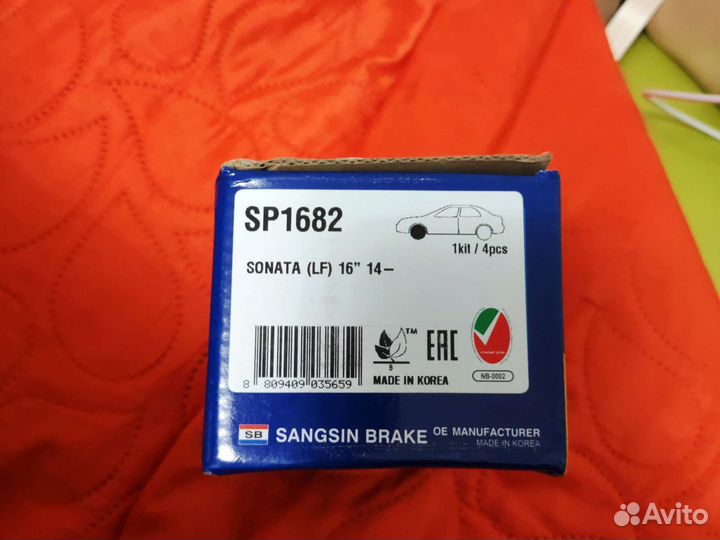 SP1682
1kit / 4pcs
SONATA (LF) 16” 14–
8 809409 035659
B
TM
MADE IN KOREA
EAC
NB-0002
SB SANGSIN BRAKE OE MANUFACTURER
MADE IN KOREA
Avito